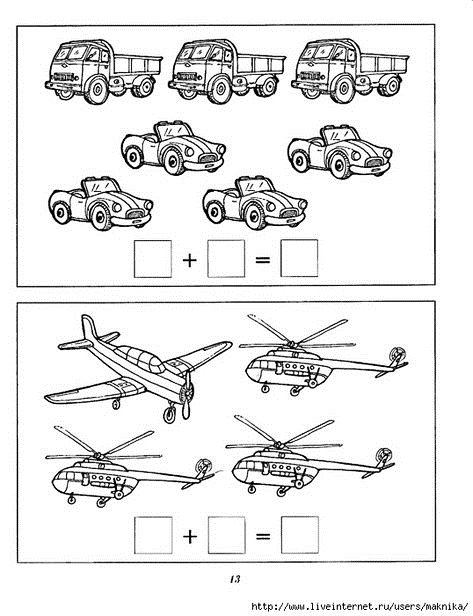 + =
+ =
13
http://www.liveinternet.ru/users/maknika/